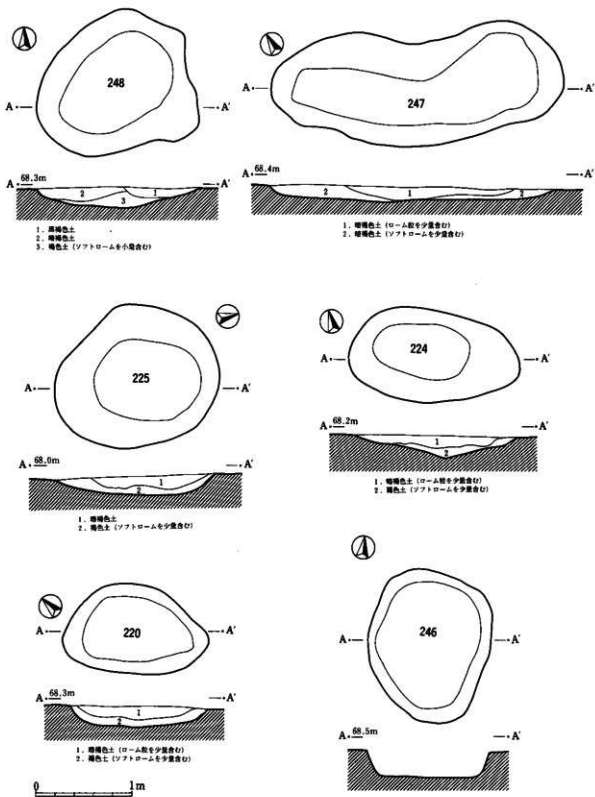 248
A A′
A 68.3m A′
2 1
3
1. 黒褐色土
2. 暗褐色土
3. 褐色土 (ソフトロームを少量含む)
247
A A′
A 68.4m A′
2 1 2
1. 暗褐色土 (ローム粒を少量含む)
2. 暗褐色土 (ソフトロームを少量含む)
225
A A′
A 68.0m A′
1
2
1. 暗褐色土
2. 褐色土 (ソフトロームを少量含む)
224
A A′
A 68.2m A′
1
2
1. 暗褐色土 (ローム粒を少量含む)
2. 褐色土 (ソフトロームを少量含む)
220
A A′
A 68.3m A′
1
2
1. 暗褐色土 (ローム粒を少量含む)
2. 褐色土 (ソフトロームを少量含む)
246
A A′
A 68.5m A′
0 1m